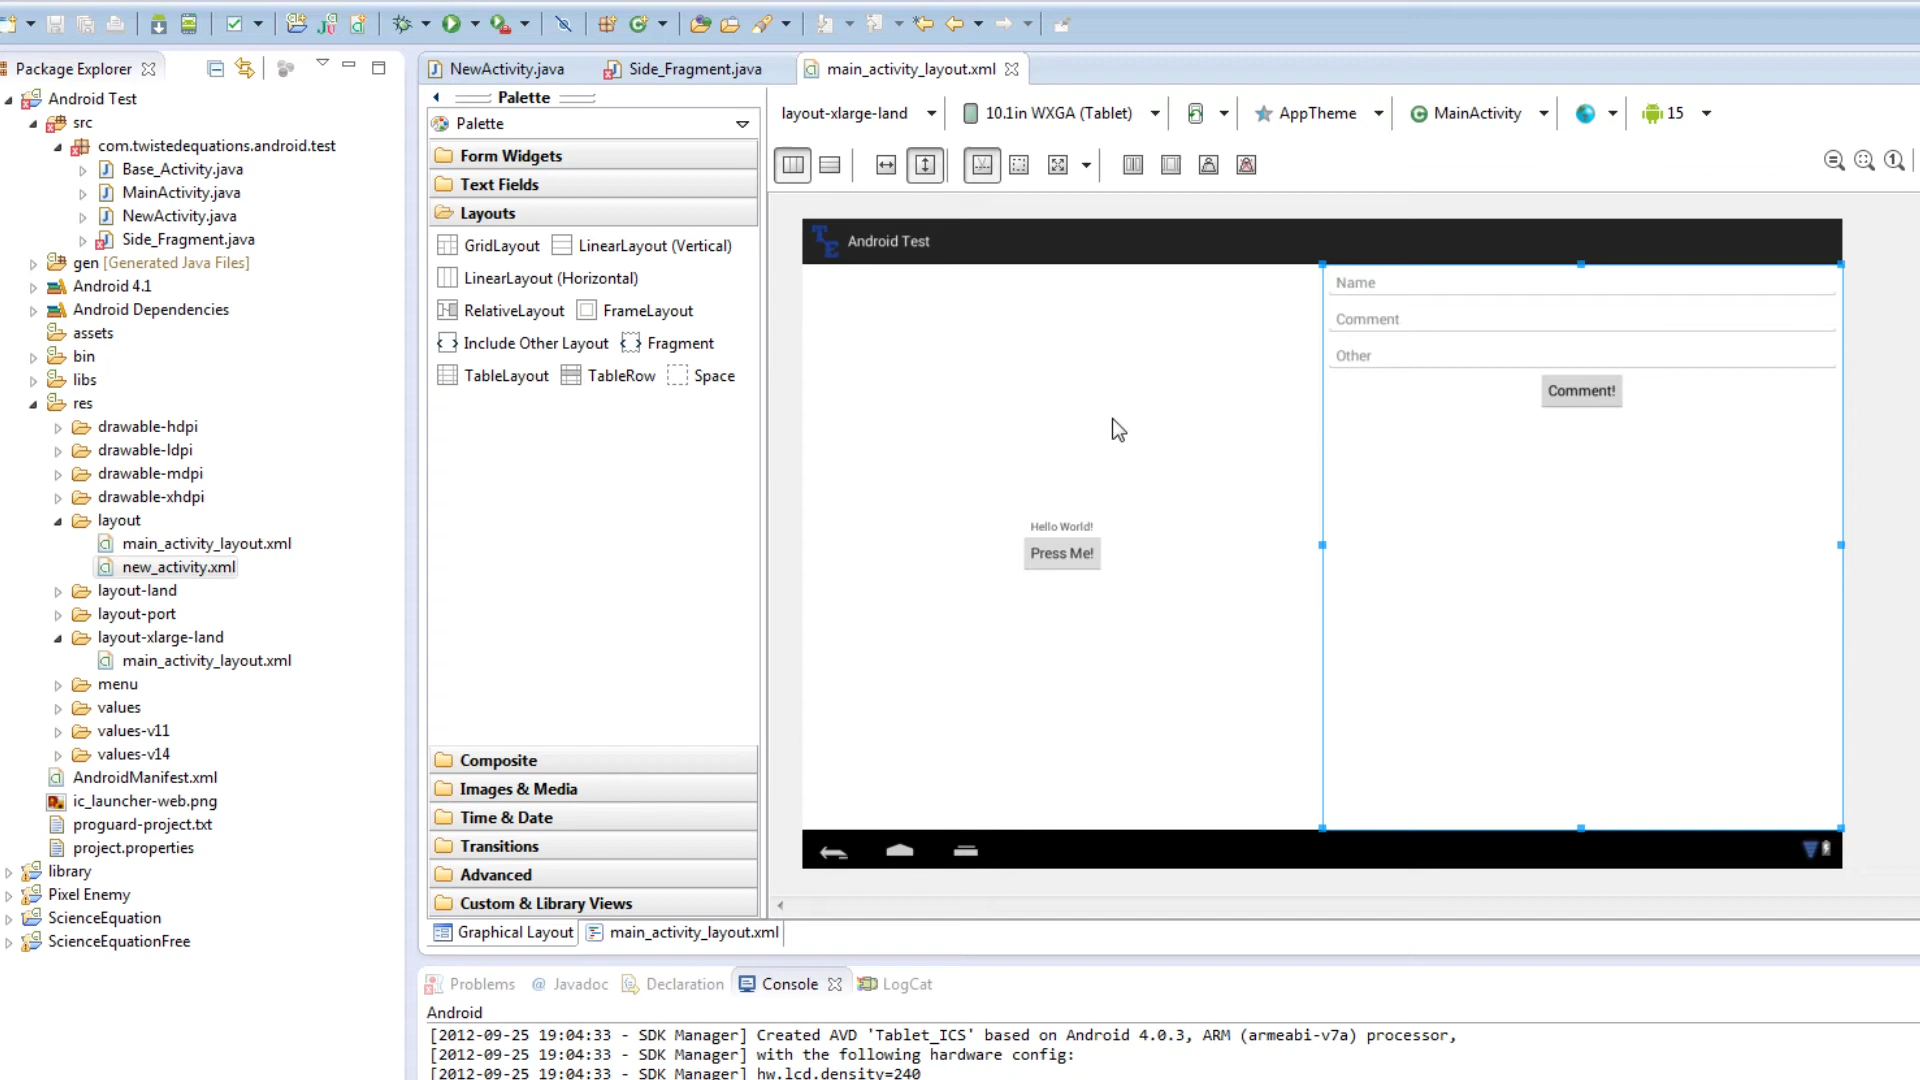 Package Explorer
Android Test
src
com.twistedequations.android.test
Base_Activity.java
MainActivity.java
NewActivity.java
Side_Fragment.java
gen [Generated Java Files]
Android 4.1
Android Dependencies
assets
bin
libs
res
drawable-hdpi
drawable-ldpi
drawable-mdpi
drawable-xhdpi
layout
main_activity_layout.xml
new_activity.xml
layout-land
layout-port
layout-xlarge-land
main_activity_layout.xml
menu
values
values-v11
values-v14
AndroidManifest.xml
ic_launcher-web.png
proguard-project.txt
project.properties
library
Pixel Enemy
ScienceEquation
ScienceEquationFree
NewActivity.java Side_Fragment.java main_activity_layout.xml
Palette
Palette
Form Widgets
Text Fields
Layouts
GridLayout LinearLayout (Vertical)
LinearLayout (Horizontal)
RelativeLayout FrameLayout
Include Other Layout Fragment
TableLayout TableRow Space
Composite
Images & Media
Time & Date
Transitions
Advanced
Custom & Library Views
layout-xlarge-land 10.1in WXGA (Tablet) AppTheme MainActivity 15
TE Android Test
Name
Comment
Other
Comment!
Hello World!
Press Me!
Graphical Layout main_activity_layout.xml
Problems @ Javadoc Declaration Console LogCat
Android
[2012-09-25 19:04:33 - SDK Manager] Created AVD 'Tablet_ICS' based on Android 4.0.3, ARM (armeabi-v7a) processor,
[2012-09-25 19:04:33 - SDK Manager] with the following hardware config:
[2012-09-25 19:04:33 - SDK Manager] hw.lcd.density=240